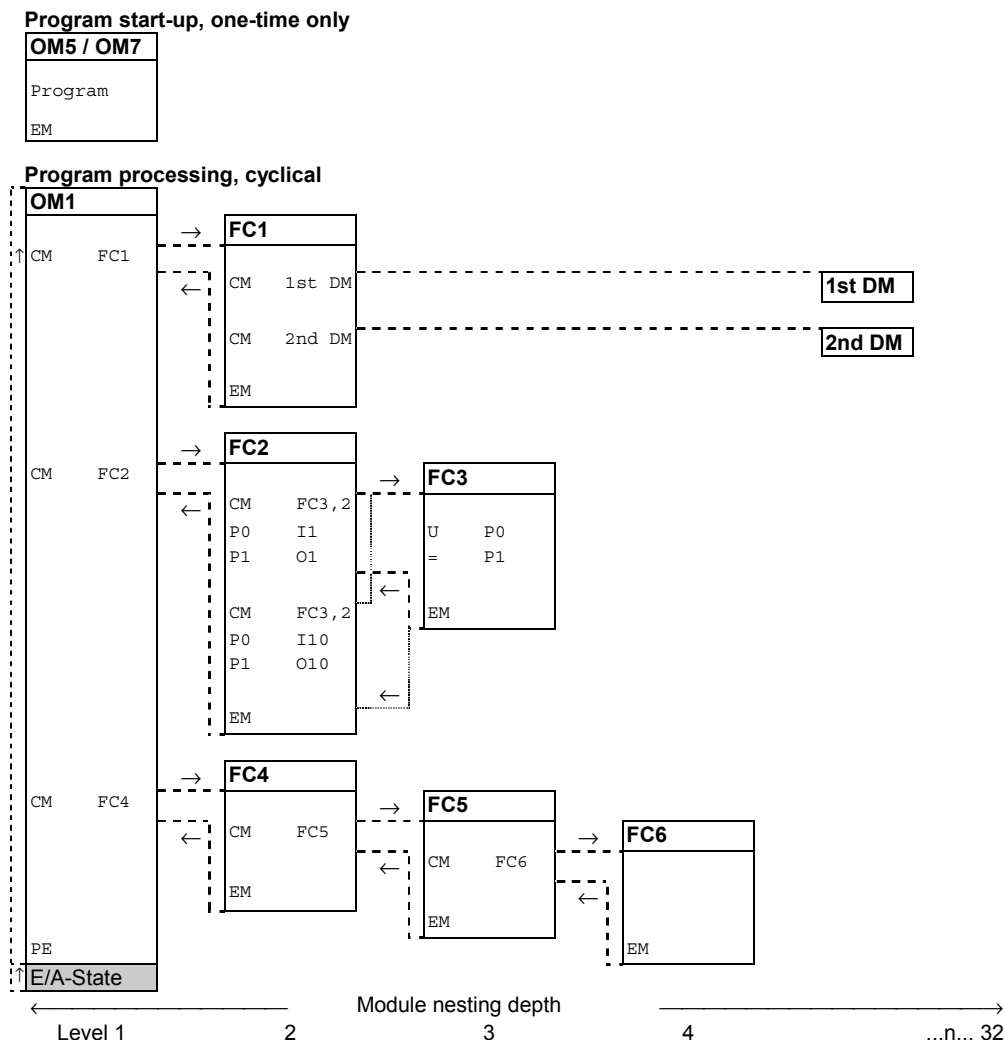 Program start-up, one-time only
OM5 / OM7
Program
EM
Program processing, cyclical
OM1
↑ CM FC1
→
←
FC1
CM 1st DM
CM 2nd DM
EM
1st DM
2nd DM
CM FC2
→
←
FC2
CM FC3,2
P0 I1
P1 O1
CM FC3,2
P0 I10
P1 O10
EM
→
←
←
FC3
U P0
= P1
EM
CM FC4
→
←
FC4
CM FC5
EM
→
←
FC5
CM FC6
EM
→
←
FC6
EM
PE
↑ E/A-State
Module nesting depth
Level 1 2 3 4 ...n... 32